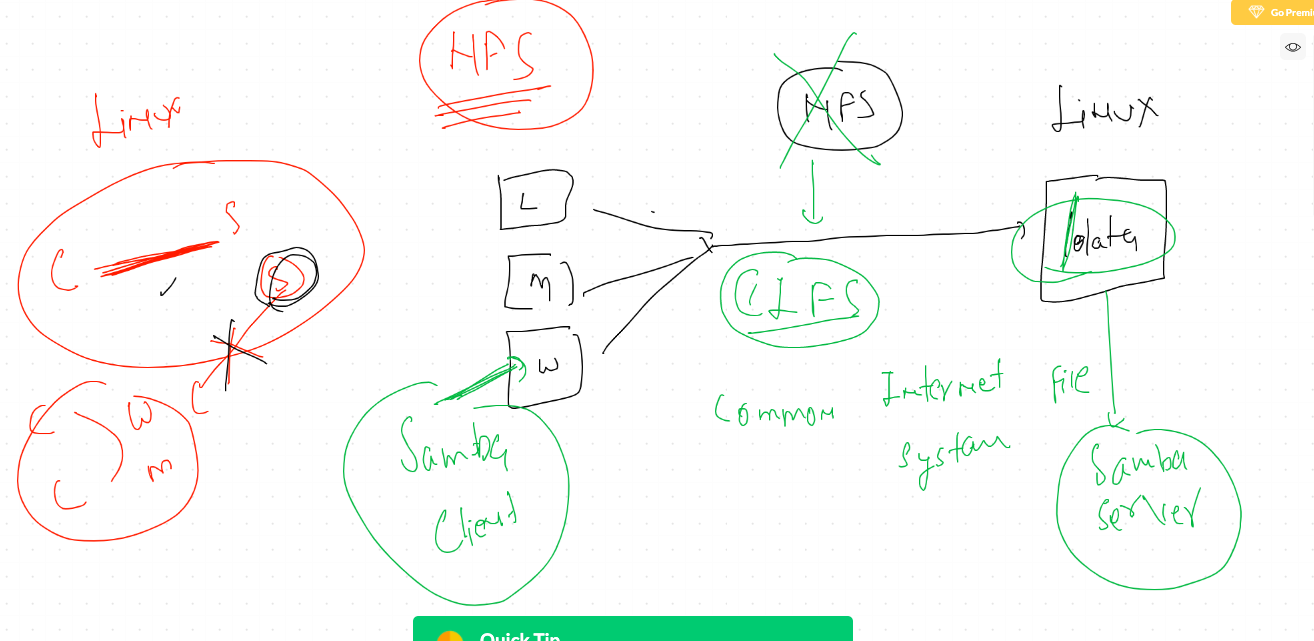 Go Premi
NFS
NFS
Linux
Linux
L
S
C
data
S
M
CIFS
W
C
C
W
Internet File
Common
M
System
C
Samba
Client
Samba
Server
Quick Tip